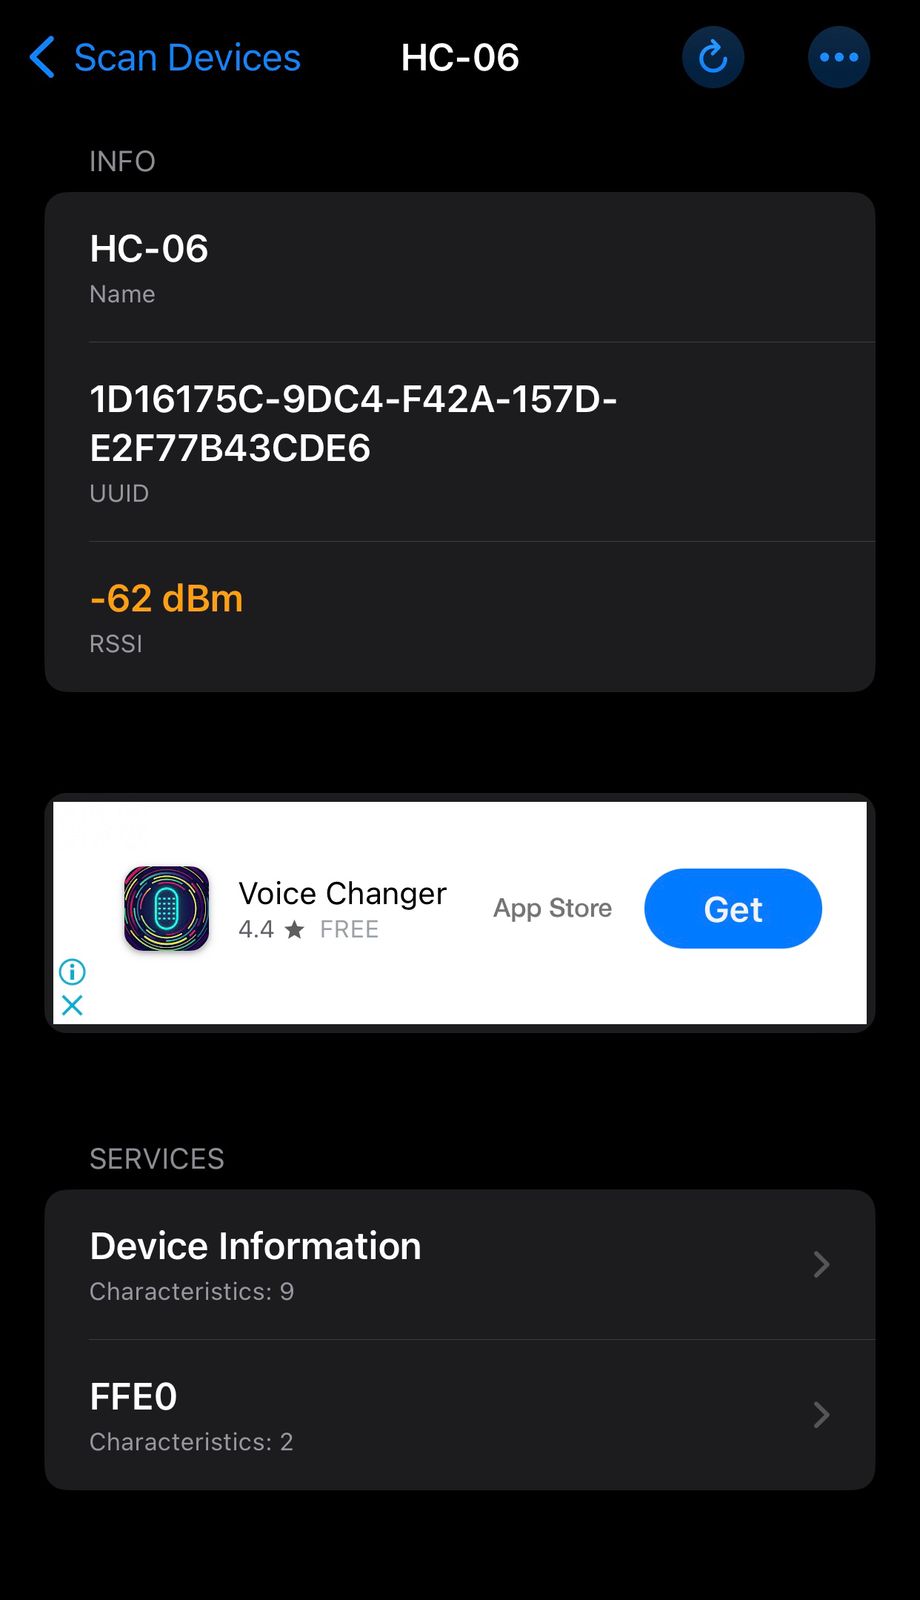 Scan Devices
HC-06
INFO
HC-06
Name
1D16175C-9DC4-F42A-157D-
E2F77B43CDE6
UUID
-62 dBm
RSSI
Voice Changer
4.4 ★ FREE
App Store
Get
SERVICES
Device Information
Characteristics: 9
FFE0
Characteristics: 2